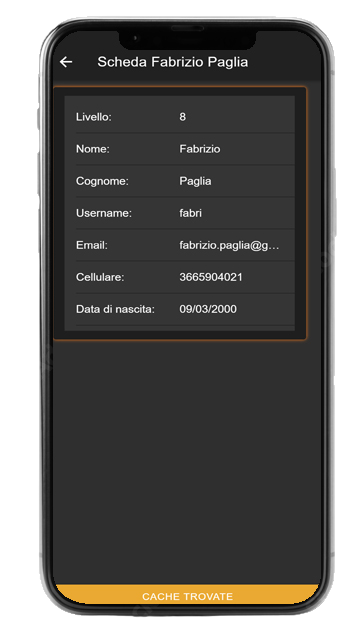 Scheda Fabrizio Paglia
Livello: 8
Nome: Fabrizio
Cognome: Paglia
Username: fabri
Email: fabrizio.paglia@g...
Cellulare: 3665904021
Data di nascita: 09/03/2000
CACHE TROVATE